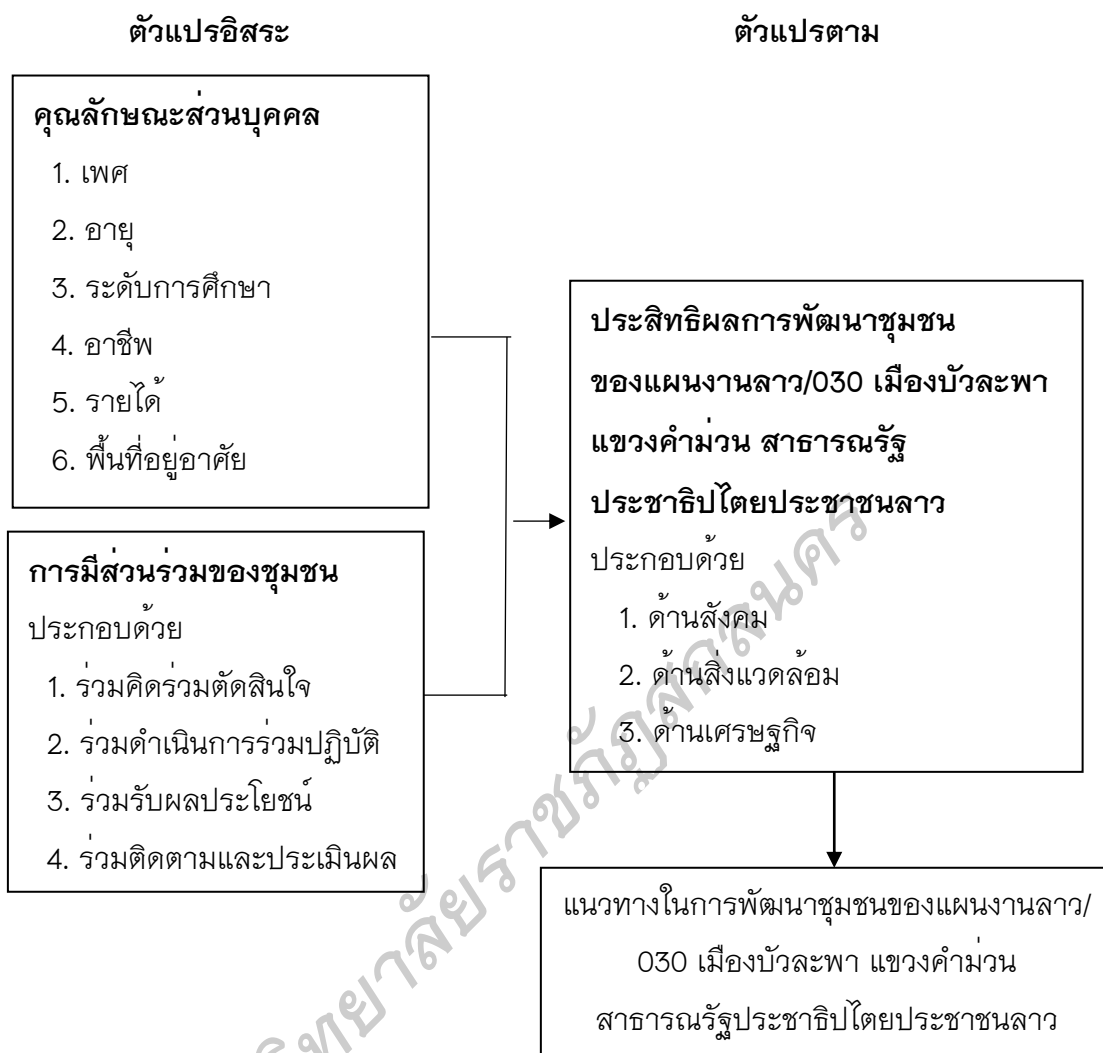 ตัวแปรอิสระ
ตัวแปรตาม
คุณลักษณะส่วนบุคคล
1. เพศ
2. อายุ
3. ระดับการศึกษา
4. อาชีพ
5. รายได้
6. พื้นที่อยู่อาศัย
การมีส่วนร่วมของชุมชน
ประกอบด้วย
1. ร่วมคิดร่วมตัดสินใจ
2. ร่วมดำเนินการร่วมปฏิบัติ
3. ร่วมรับผลประโยชน์
4. ร่วมติดตามและประเมินผล
ประสิทธิผลการพัฒนาชุมชน
ของแผนงานลาว/030 เมืองบัวละพา
แขวงคำม่วน สาธารณรัฐ
ประชาธิปไตยประชาชนลาว
ประกอบด้วย
1. ด้านสังคม
2. ด้านสิ่งแวดล้อม
3. ด้านเศรษฐกิจ
แนวทางในการพัฒนาชุมชนของแผนงานลาว/
030 เมืองบัวละพา แขวงคำม่วน
สาธารณรัฐประชาธิปไตยประชาชนลาว
วิทยาลัยราชภัฏสกลนคร